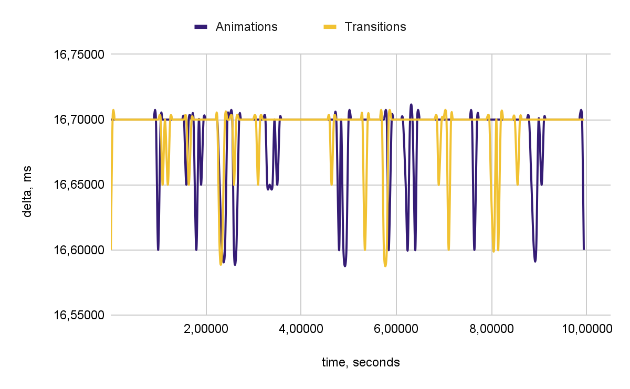 Animations Transitions
16,75000
16,70000
16,65000
16,60000
16,55000
delta, ms
2,00000 4,00000 6,00000 8,00000 10,00000
time, seconds